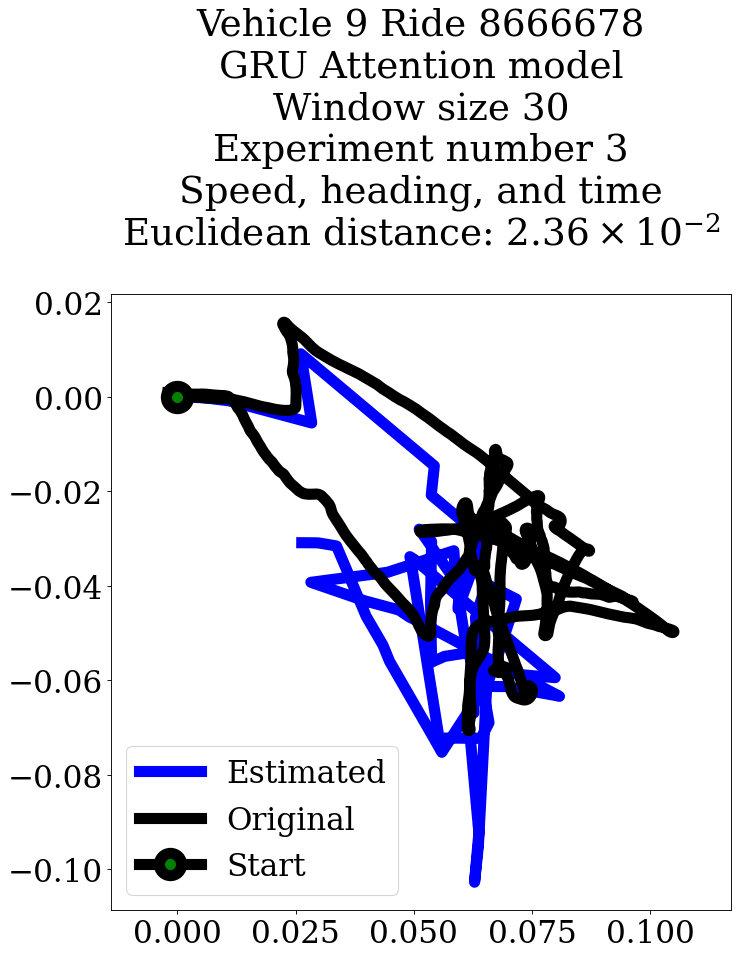 Vehicle 9 Ride 8666678
GRU Attention model
Window size 30
Experiment number 3
Speed, heading, and time
Euclidean distance: 2.36 × 10⁻²
0.02
0.00
−0.02
−0.04
−0.06
−0.08
−0.10
Estimated
Original
Start
0.000 0.025 0.050 0.075 0.100